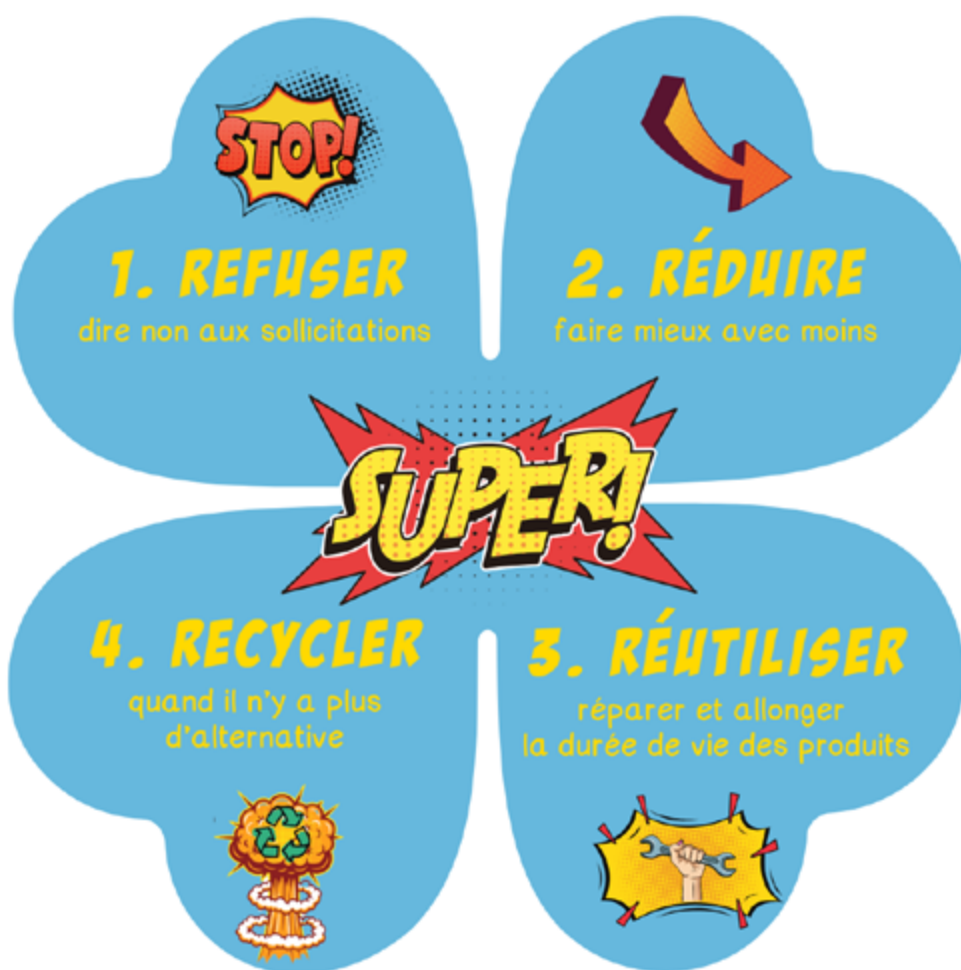 STOP!
1. REFUSER
dire non aux sollicitations
2. RÉDUIRE
faire mieux avec moins
SUPER!
3. RÉUTILISER
réparer et allonger
la durée de vie des produits
4. RECYCLER
quand il n'y a plus
d'alternative